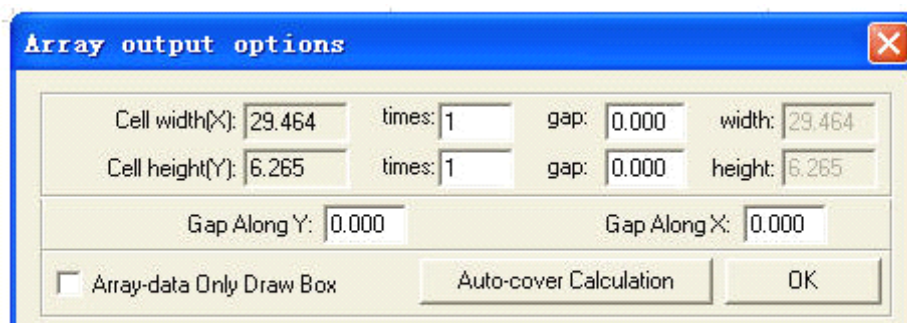 Array output options
Cell width(X): 29.464 times: 1 gap: 0.000 width: 29.464
Cell height(Y): 6.265 times: 1 gap: 0.000 height: 6.265
Gap Along Y: 0.000 Gap Along X: 0.000
Array-data Only Draw Box Auto-cover Calculation OK